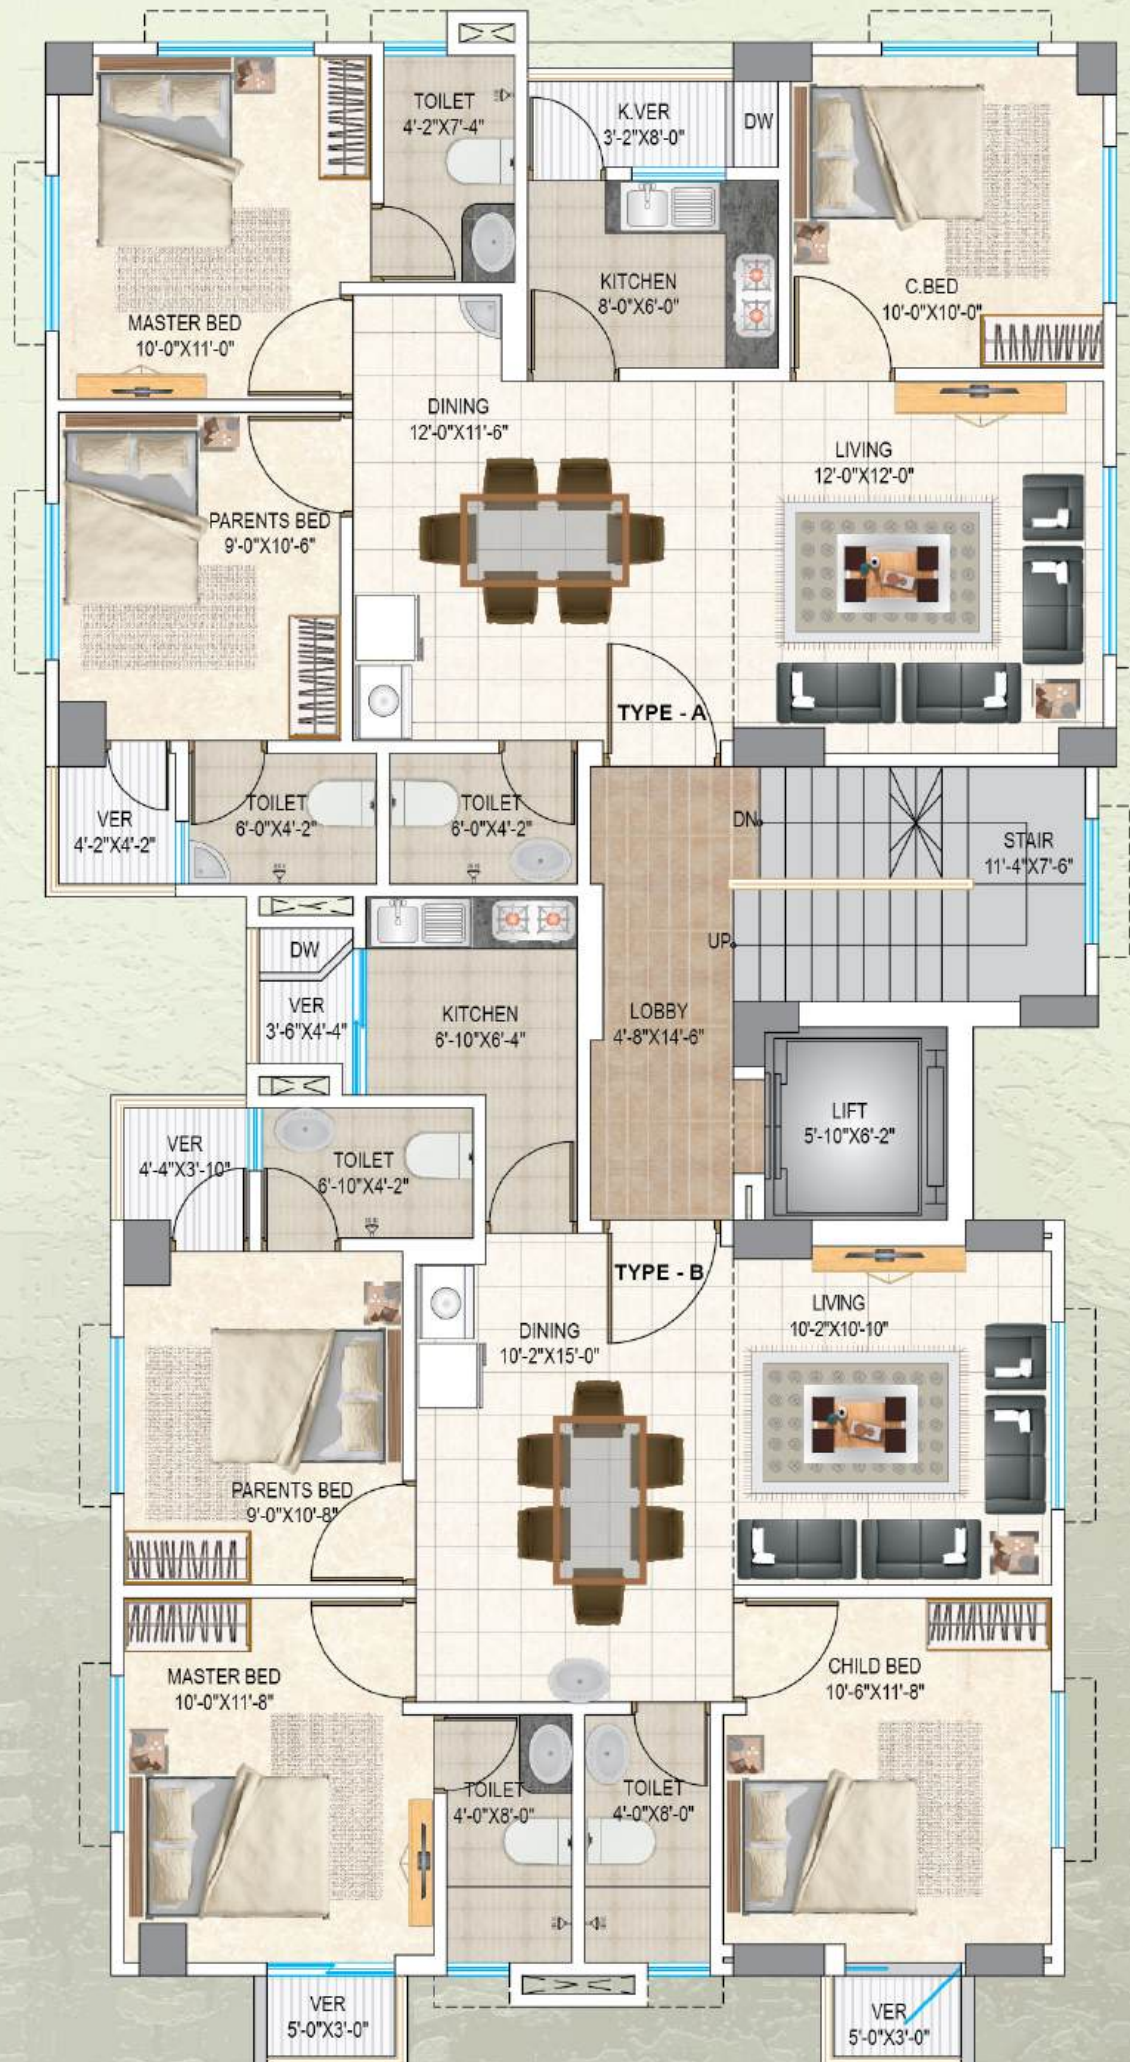 TOILET
4'-2"X7'-4"
K.VER
3'-2"X8'-0"
DW
KITCHEN
8'-0"X6'-0"
C.BED
10'-0"X10'-0"
MASTER BED
10'-0"X11'-0"
DINING
12'-0"X11'-6"
LIVING
12'-0"X12'-0"
PARENTS BED
9'-0"X10'-6"
TYPE - A
VER
4'-2"X4'-2"
TOILET
6'-0"X4'-2"
TOILET
6'-0"X4'-2"
DN
STAIR
11'-4"X7'-6"
UP
DW
VER
3'-6"X4'-4"
KITCHEN
6'-10"X6'-4"
LOBBY
4'-8"X14'-6"
LIFT
5'-10"X6'-2"
VER
4'-4"X3'-10"
TOILET
6'-10"X4'-2"
TYPE - B
DINING
10'-2"X15'-0"
LIVING
10'-2"X10'-10"
PARENTS BED
9'-0"X10'-8"
MASTER BED
10'-0"X11'-8"
CHILD BED
10'-6"X11'-8"
TOILET
4'-0"X8'-0"
TOILET
4'-0"X8'-0"
VER
5'-0"X3'-0"
VER
5'-0"X3'-0"